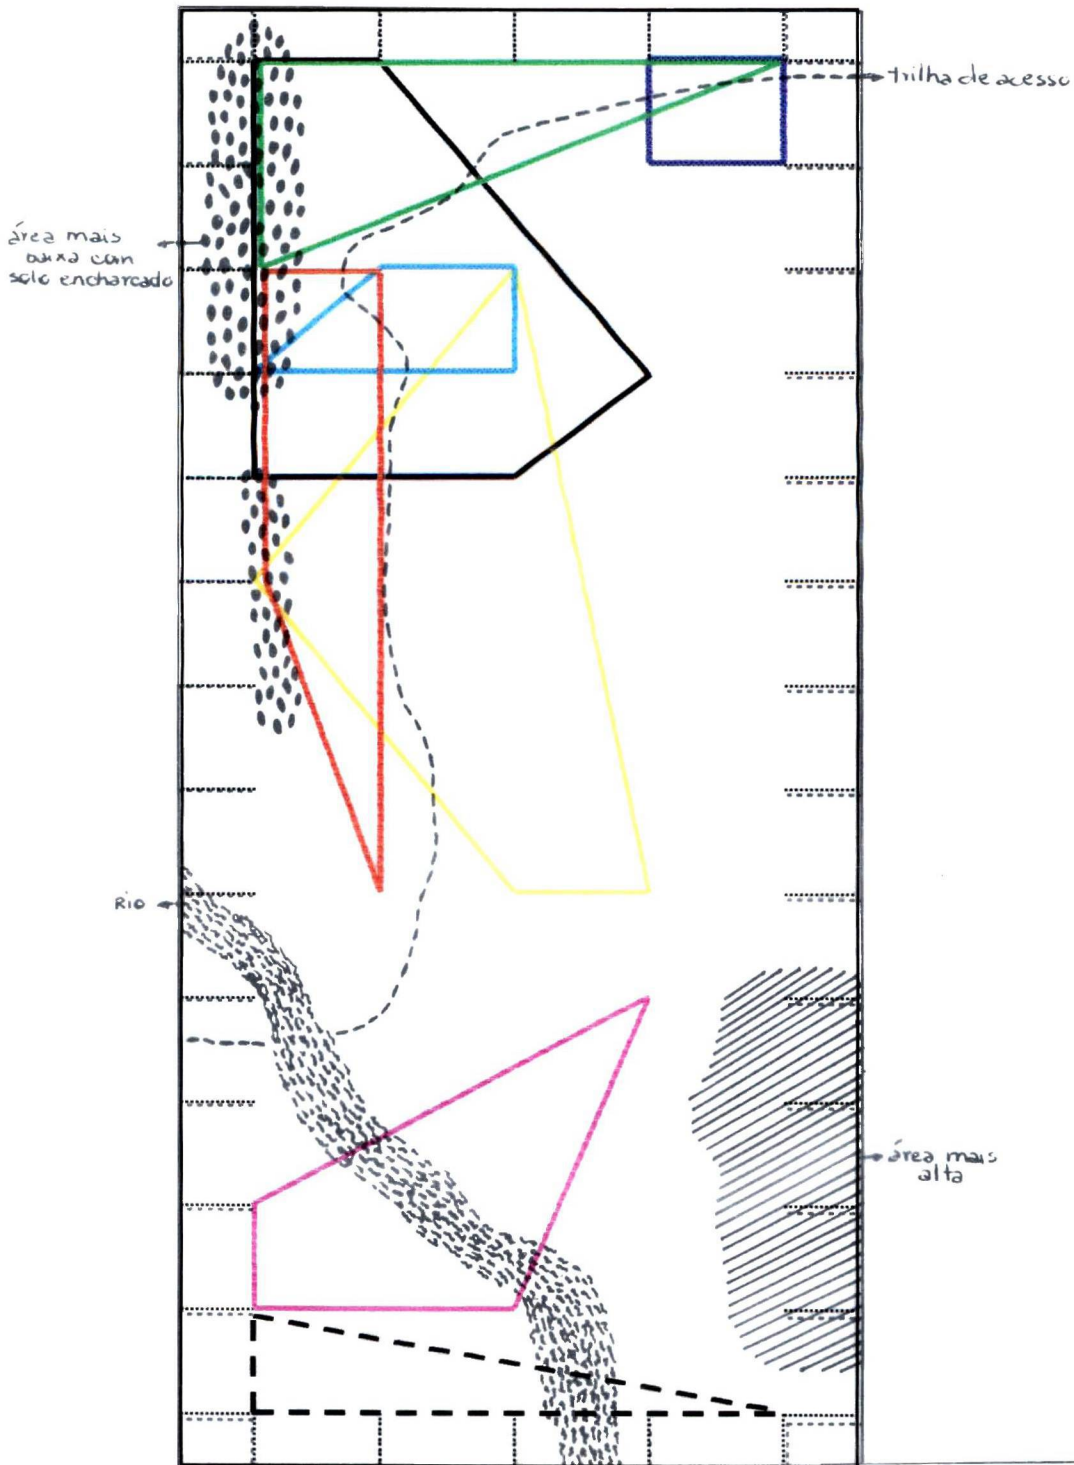 trilha de acesso
área mais
baixa com
solo encharcado
Rio
área mais
alta